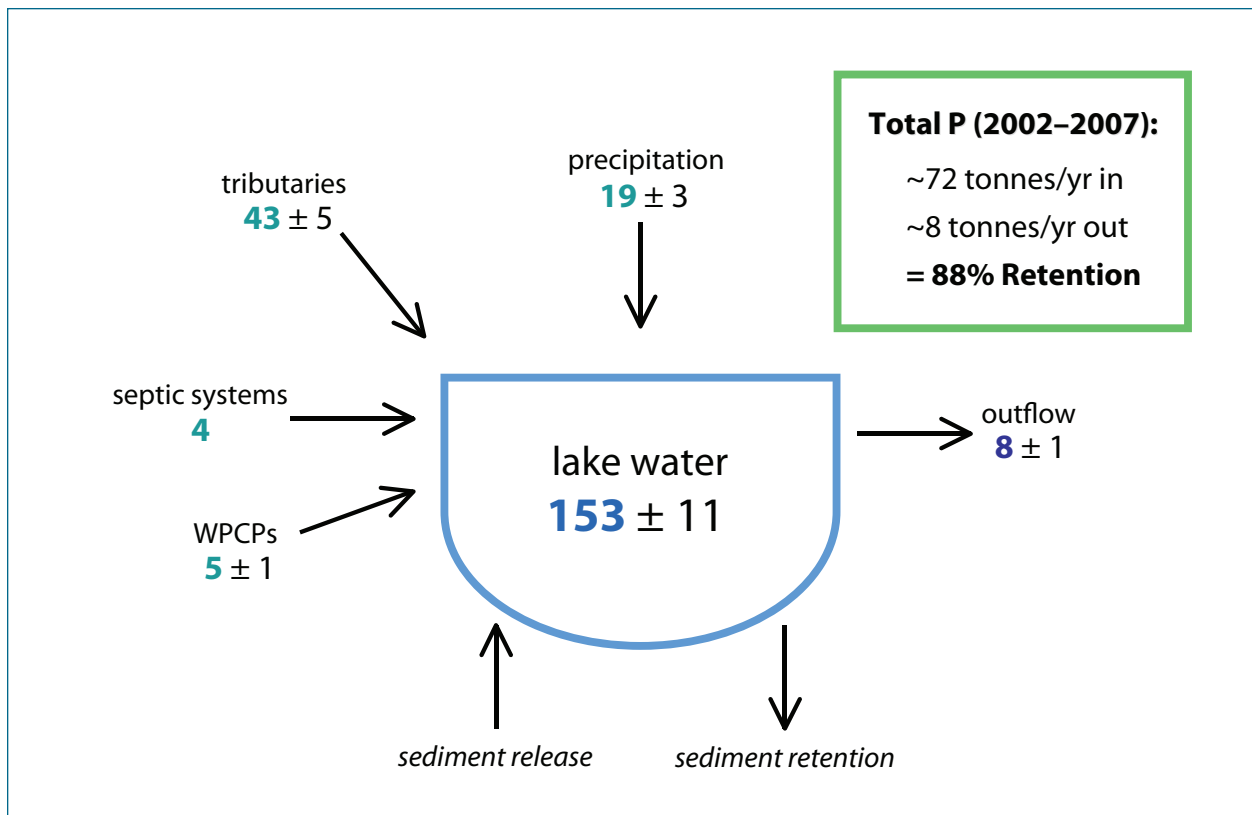 Total P (2002–2007):
~72 tonnes/yr in
~8 tonnes/yr out
= 88% Retention
precipitation
19 ± 3
tributaries
43 ± 5
septic systems
4
WPCPs
5 ± 1
lake water
153 ± 11
outflow
8 ± 1
sediment release
sediment retention